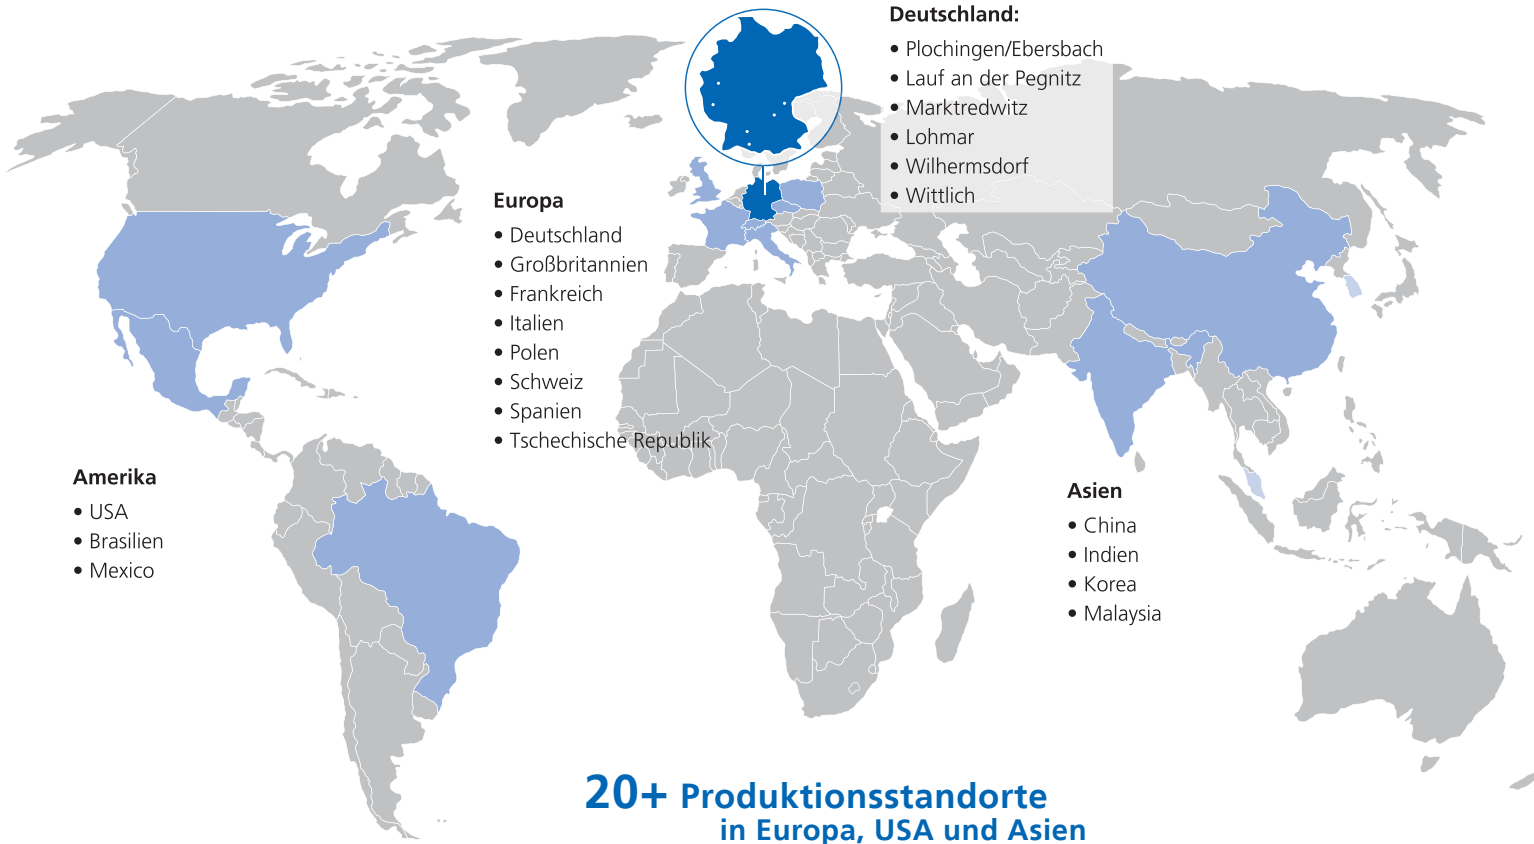 Deutschland:
• Plochingen/Ebersbach
• Lauf an der Pegnitz
• Marktredwitz
• Lohmar
• Wilhermsdorf
• Wittlich
Europa
• Deutschland
• Großbritannien
• Frankreich
• Italien
• Polen
• Schweiz
• Spanien
• Tschechische Republik
Amerika
• USA
• Brasilien
• Mexico
Asien
• China
• Indien
• Korea
• Malaysia
20+ Produktionsstandorte
in Europa, USA und Asien